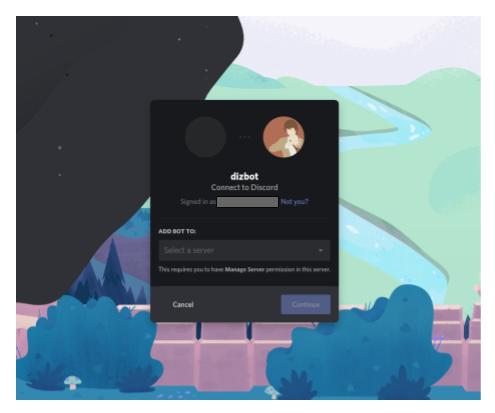 dizbot
Connect to Discord
Signed in as Not you?
ADD BOT TO:
Select a server
This requires you to have Manage Server permission in this server.
Cancel Continue